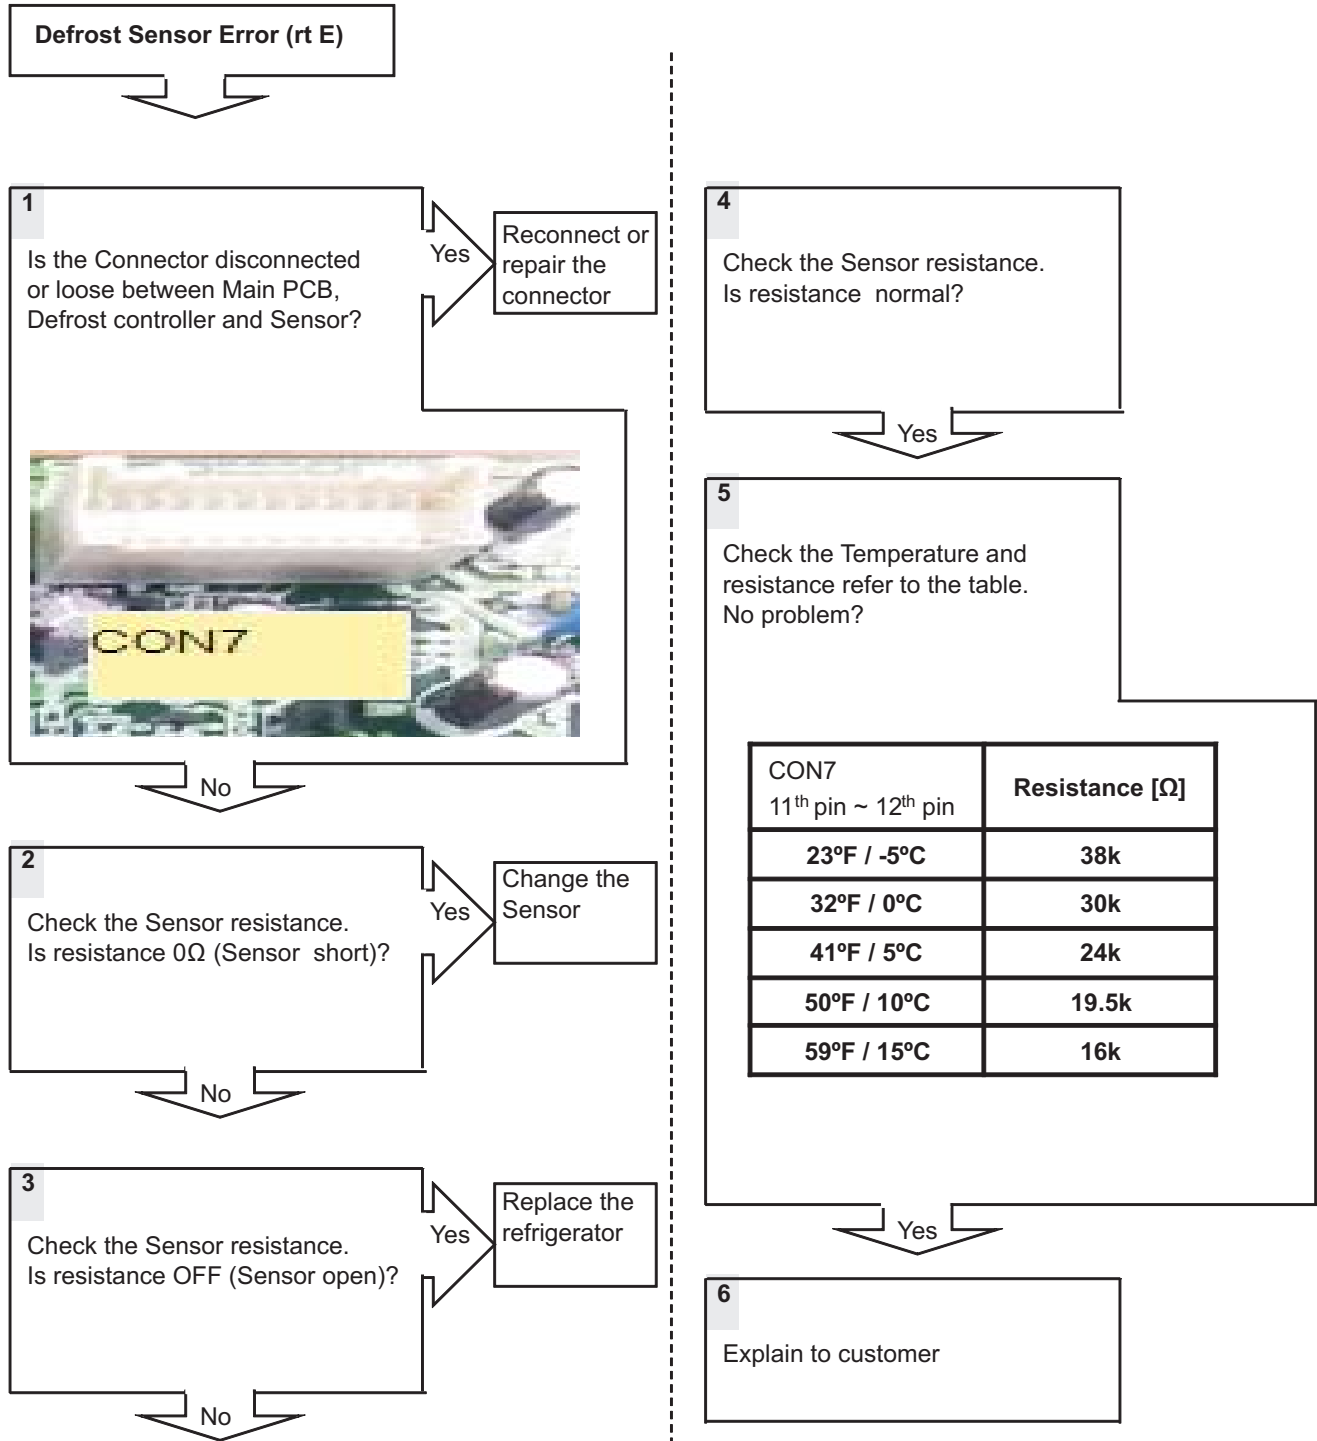 Defrost Sensor Error (rt E)
1
Is the Connector disconnected
or loose between Main PCB,
Defrost controller and Sensor?
Yes
Reconnect or
repair the
connector
CON7
No
2
Check the Sensor resistance.
Is resistance 0Ω (Sensor short)?
Yes
Change the
Sensor
No
3
Check the Sensor resistance.
Is resistance OFF (Sensor open)?
Yes
Replace the
refrigerator
No
4
Check the Sensor resistance.
Is resistance normal?
Yes
5
Check the Temperature and
resistance refer to the table.
No problem?
CON7
11th pin ~ 12th pin
Resistance [Ω]
23ºF / -5ºC 38k
32ºF / 0ºC 30k
41ºF / 5ºC 24k
50ºF / 10ºC 19.5k
59ºF / 15ºC 16k
Yes
6
Explain to customer